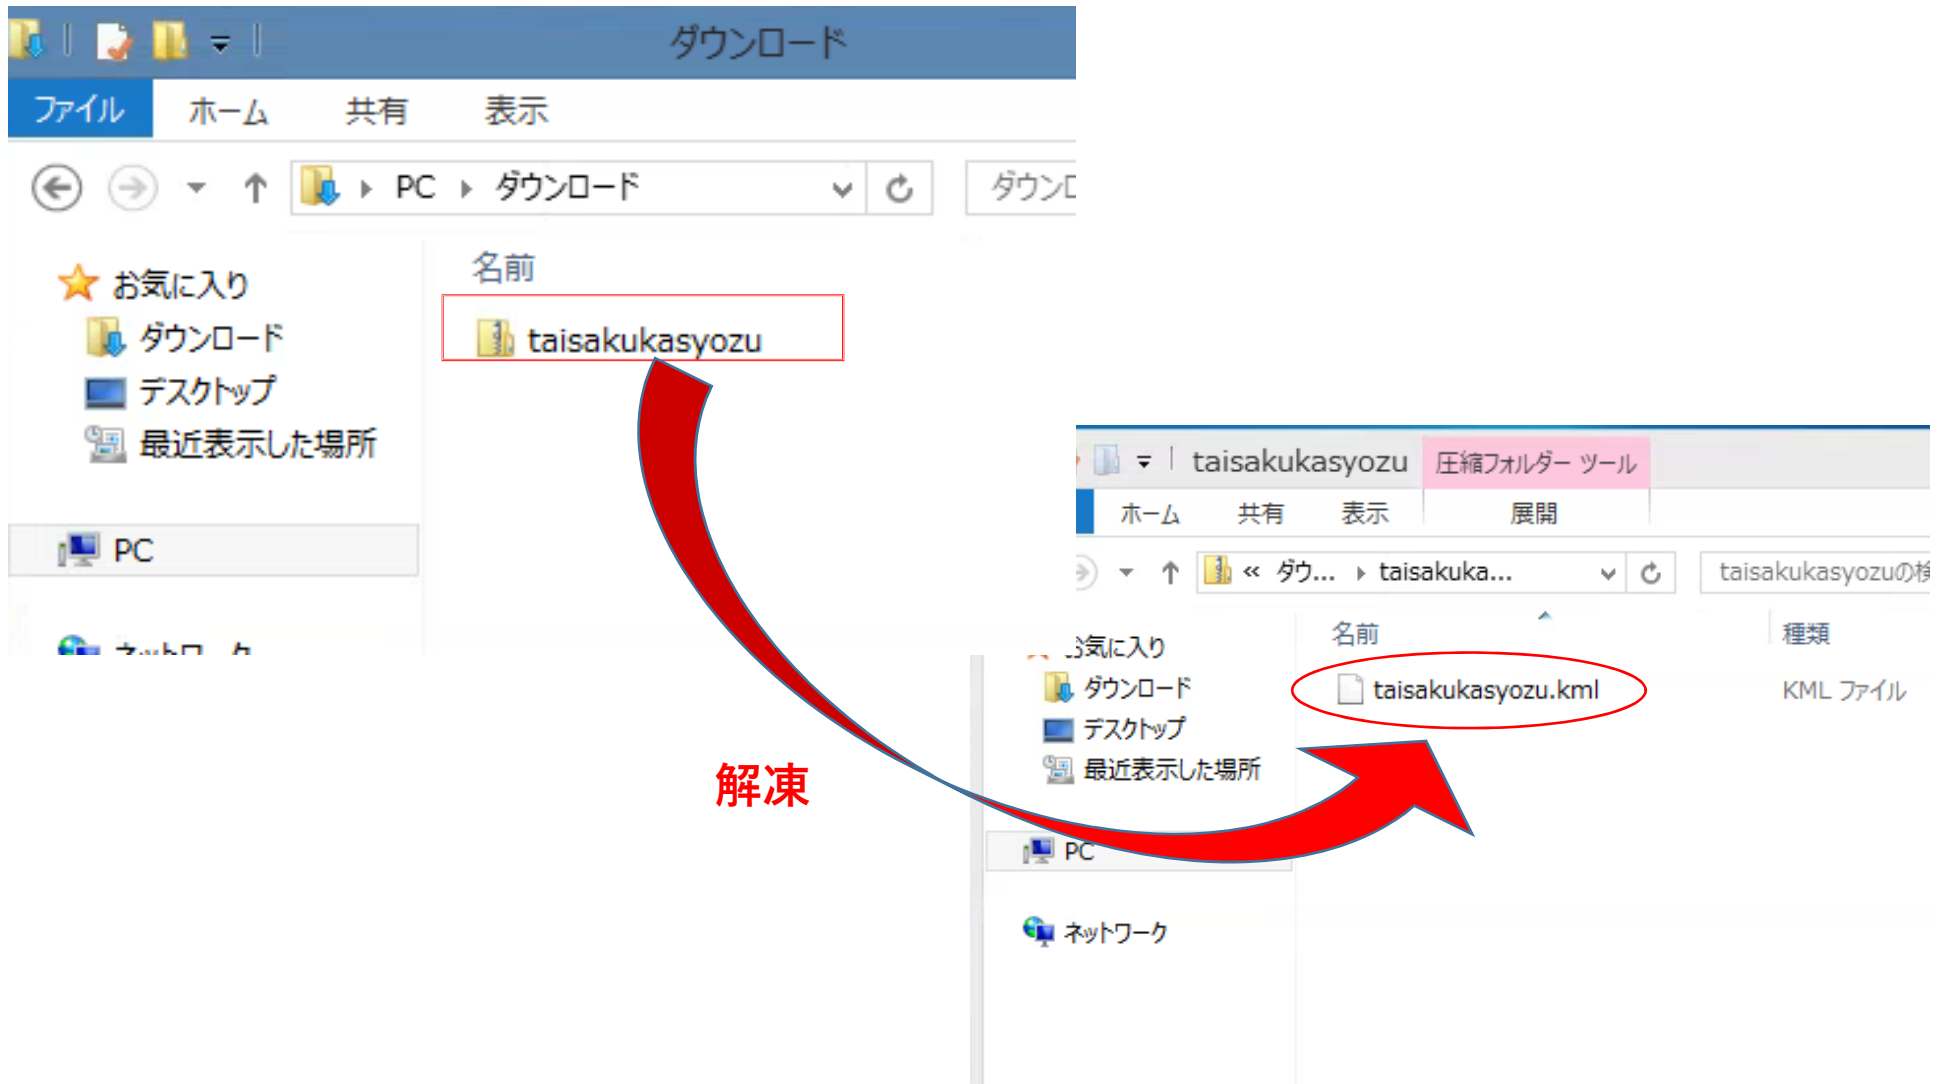 ダウンロード
ファイル ホーム 共有 表示
PC ダウンロード
名前
お気に入り
taisakukasyozu
ダウンロード
デスクトップ
最近表示した場所
PC
解凍
taisakukasyozu 圧縮フォルダー ツール
ホーム 共有 表示 展開
« ダウ... taisakuka... taisakukasyozuの検
名前 種類
お気に入り
taisakukasyozu.kml KML ファイル
ダウンロード
デスクトップ
最近表示した場所
PC
ネットワーク